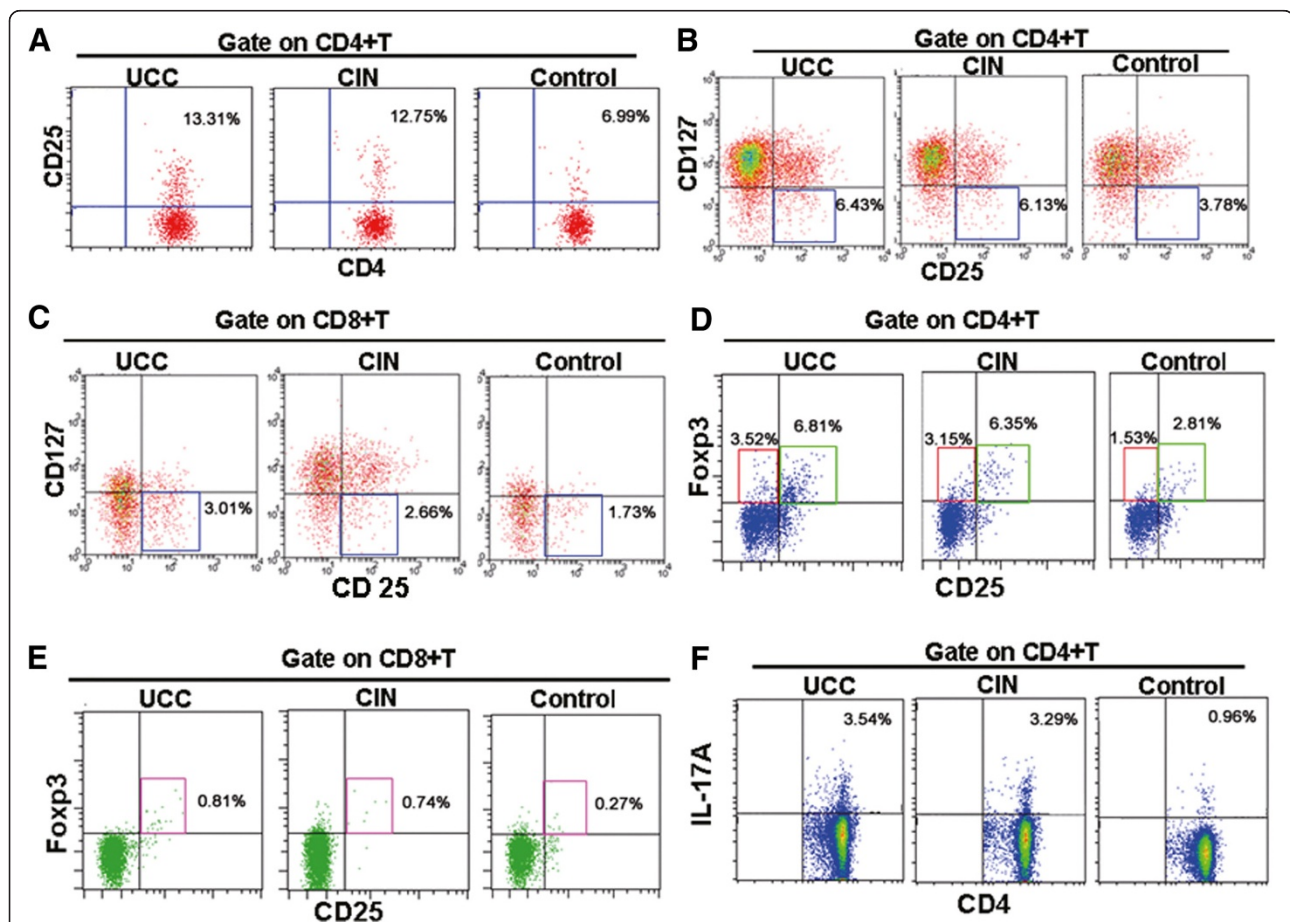 A
Gate on CD4+T
UCC CIN Control
13.31% 12.75% 6.99%
CD25
CD4
B
Gate on CD4+T
UCC CIN Control
CD127
6.43% 6.13% 3.78%
CD25
C
Gate on CD8+T
UCC CIN Control
CD127
3.01% 2.66% 1.73%
CD 25
D
Gate on CD4+T
UCC CIN Control
3.52% 6.81% 3.15% 6.35% 1.53% 2.81%
Foxp3
CD25
E
Gate on CD8+T
UCC CIN Control
0.81% 0.74% 0.27%
Foxp3
CD25
F
Gate on CD4+T
UCC CIN Control
3.54% 3.29% 0.96%
IL-17A
CD4